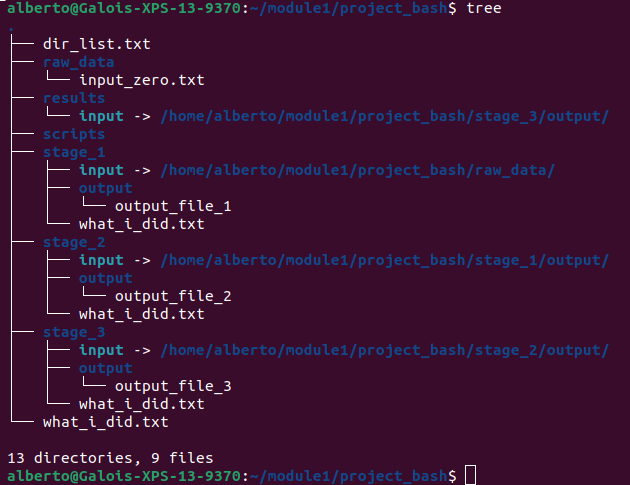 alberto@Galois-XPS-13-9370:~/module1/project_bash$ tree
.
├── dir_list.txt
├── raw_data
│   └── input_zero.txt
├── results
│   └── input -> /home/alberto/module1/project_bash/stage_3/output/
├── scripts
├── stage_1
│   ├── input -> /home/alberto/module1/project_bash/raw_data/
│   ├── output
│   │   └── output_file_1
│   └── what_i_did.txt
├── stage_2
│   ├── input -> /home/alberto/module1/project_bash/stage_1/output/
│   ├── output
│   │   └── output_file_2
│   └── what_i_did.txt
├── stage_3
│   ├── input -> /home/alberto/module1/project_bash/stage_2/output/
│   ├── output
│   │   └── output_file_3
│   └── what_i_did.txt
└── what_i_did.txt

13 directories, 9 files
alberto@Galois-XPS-13-9370:~/module1/project_bash$